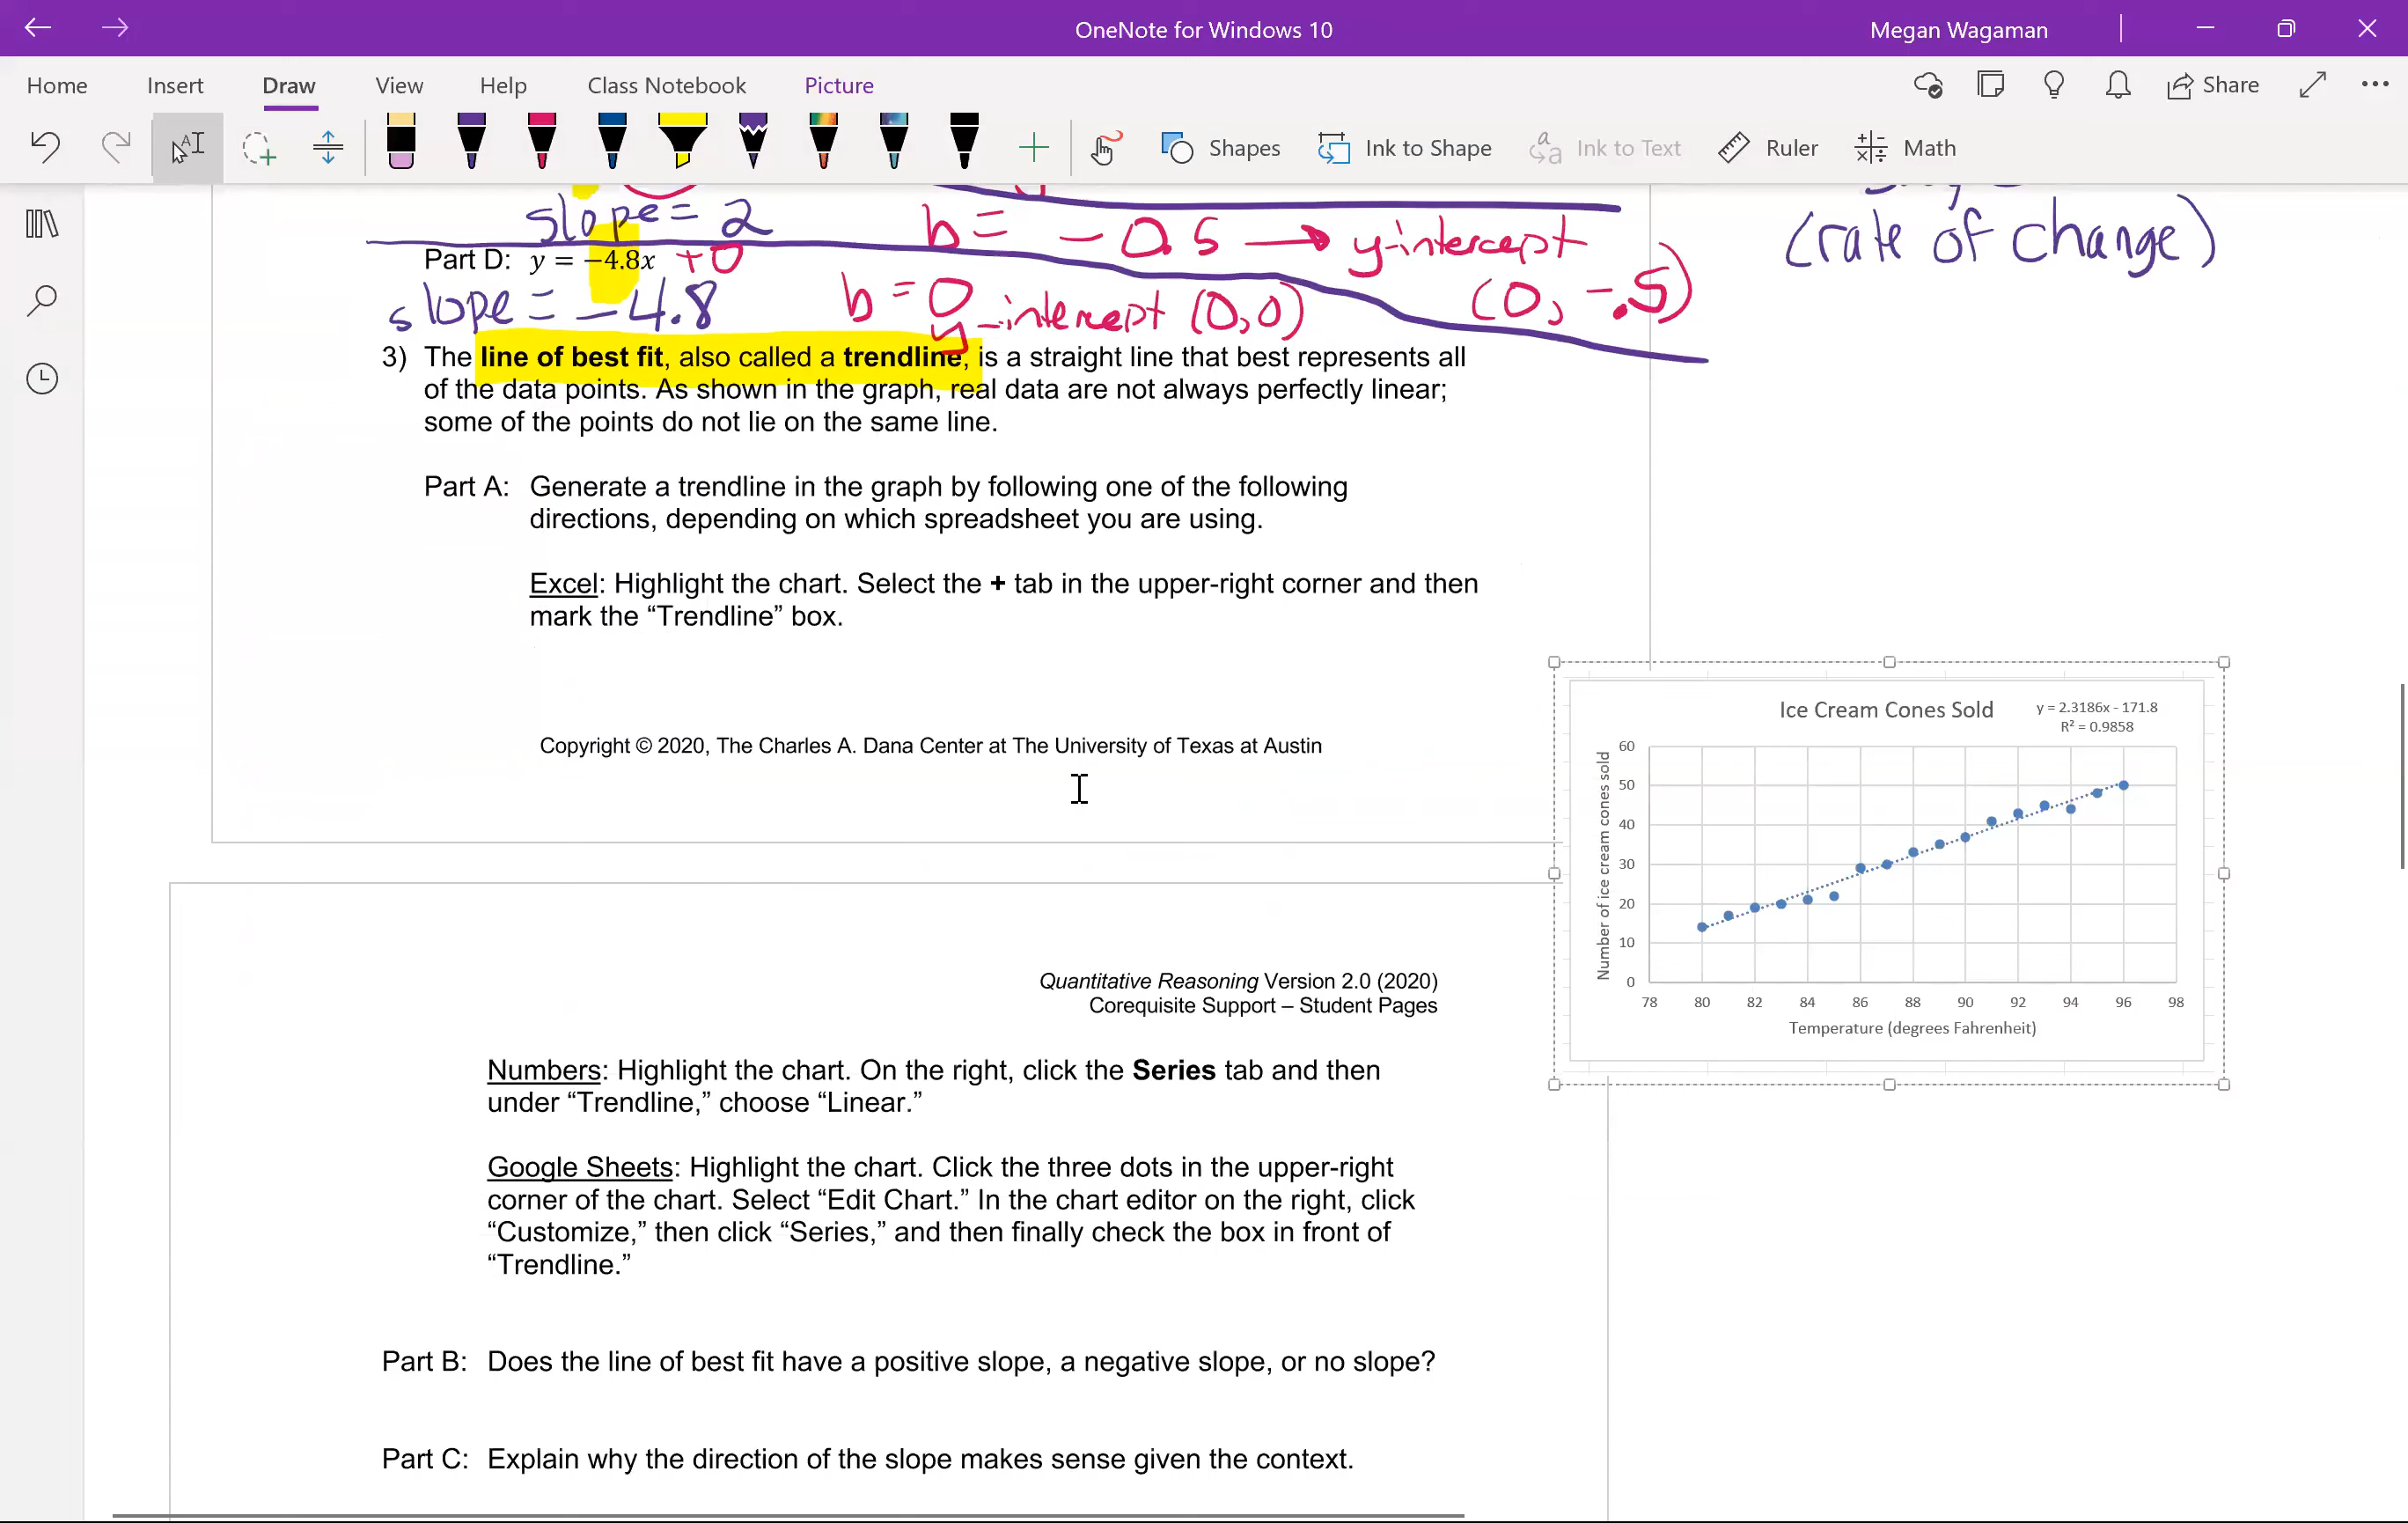 OneNote for Windows 10
Megan Wagaman
Home Insert Draw View Help Class Notebook Picture
Share
Shapes Ink to Shape Ink to Text Ruler Math
slope = 2
b = -0.5 → y-intercept
(0, -.5)
(rate of change)
Part D: y = −4.8x +0
slope = -4.8
b = 0
y-intercept (0,0)
3) The line of best fit, also called a trendline, is a straight line that best represents all
of the data points. As shown in the graph, real data are not always perfectly linear;
some of the points do not lie on the same line.
Part A: Generate a trendline in the graph by following one of the following
directions, depending on which spreadsheet you are using.
Excel: Highlight the chart. Select the + tab in the upper-right corner and then
mark the “Trendline” box.
Copyright © 2020, The Charles A. Dana Center at The University of Texas at Austin
Ice Cream Cones Sold
y = 2.3186x - 171.8
R² = 0.9858
Number of ice cream cones sold
60
50
40
30
20
10
0
78 80 82 84 86 88 90 92 94 96 98
Temperature (degrees Fahrenheit)
Quantitative Reasoning Version 2.0 (2020)
Corequisite Support – Student Pages
Numbers: Highlight the chart. On the right, click the Series tab and then
under “Trendline,” choose “Linear.”
Google Sheets: Highlight the chart. Click the three dots in the upper-right
corner of the chart. Select “Edit Chart.” In the chart editor on the right, click
“Customize,” then click “Series,” and then finally check the box in front of
“Trendline.”
Part B: Does the line of best fit have a positive slope, a negative slope, or no slope?
Part C: Explain why the direction of the slope makes sense given the context.